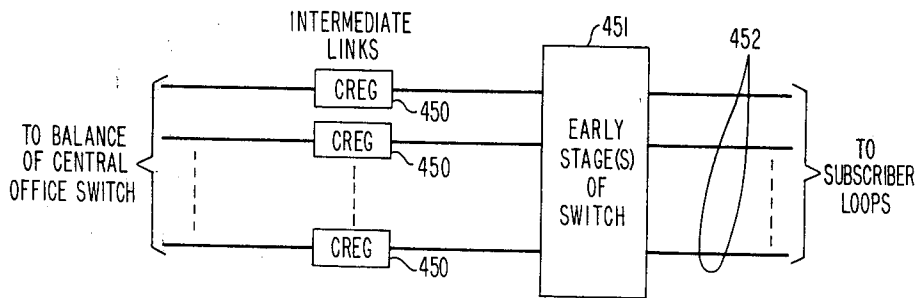 INTERMEDIATE
LINKS
451
452
CREG
450
CREG
450
TO BALANCE
OF CENTRAL
OFFICE SWITCH
EARLY
STAGE(S)
OF
SWITCH
TO
SUBSCRIBER
LOOPS
CREG
450